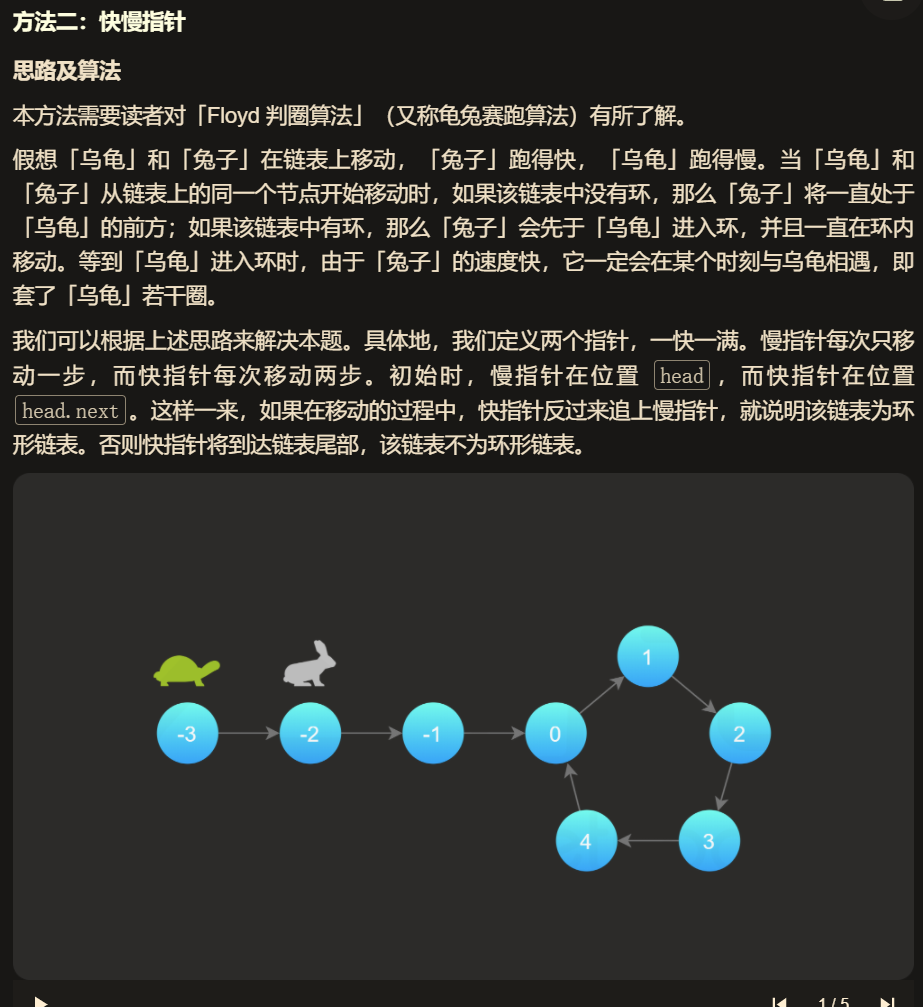 方法二：快慢指针
思路及算法
本方法需要读者对「Floyd 判圈算法」（又称龟兔赛跑算法）有所了解。
假想「乌龟」和「兔子」在链表上移动，「兔子」跑得快，「乌龟」跑得慢。当「乌龟」和
「兔子」从链表上的同一个节点开始移动时，如果该链表中没有环，那么「兔子」将一直处于
「乌龟」的前方；如果该链表中有环，那么「兔子」会先于「乌龟」进入环，并且一直在环内
移动。等到「乌龟」进入环时，由于「兔子」的速度快，它一定会在某个时刻与乌龟相遇，即
套了「乌龟」若干圈。
我们可以根据上述思路来解决本题。具体地，我们定义两个指针，一快一满。慢指针每次只移
动一步，而快指针每次移动两步。初始时，慢指针在位置 head，而快指针在位置
head.next。这样一来，如果在移动的过程中，快指针反过来追上慢指针，就说明该链表为环
形链表。否则快指针将到达链表尾部，该链表不为环形链表。
1
-3 -2 -1 0 2
4 3
1 / 5